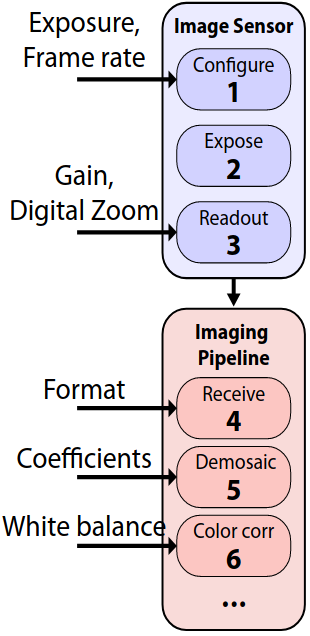 Exposure,
Frame rate
Image Sensor
Configure
1
Expose
2
Gain,
Digital Zoom
Readout
3
Imaging
Pipeline
Format
Receive
4
Coefficients
Demosaic
5
White balance
Color corr
6
...